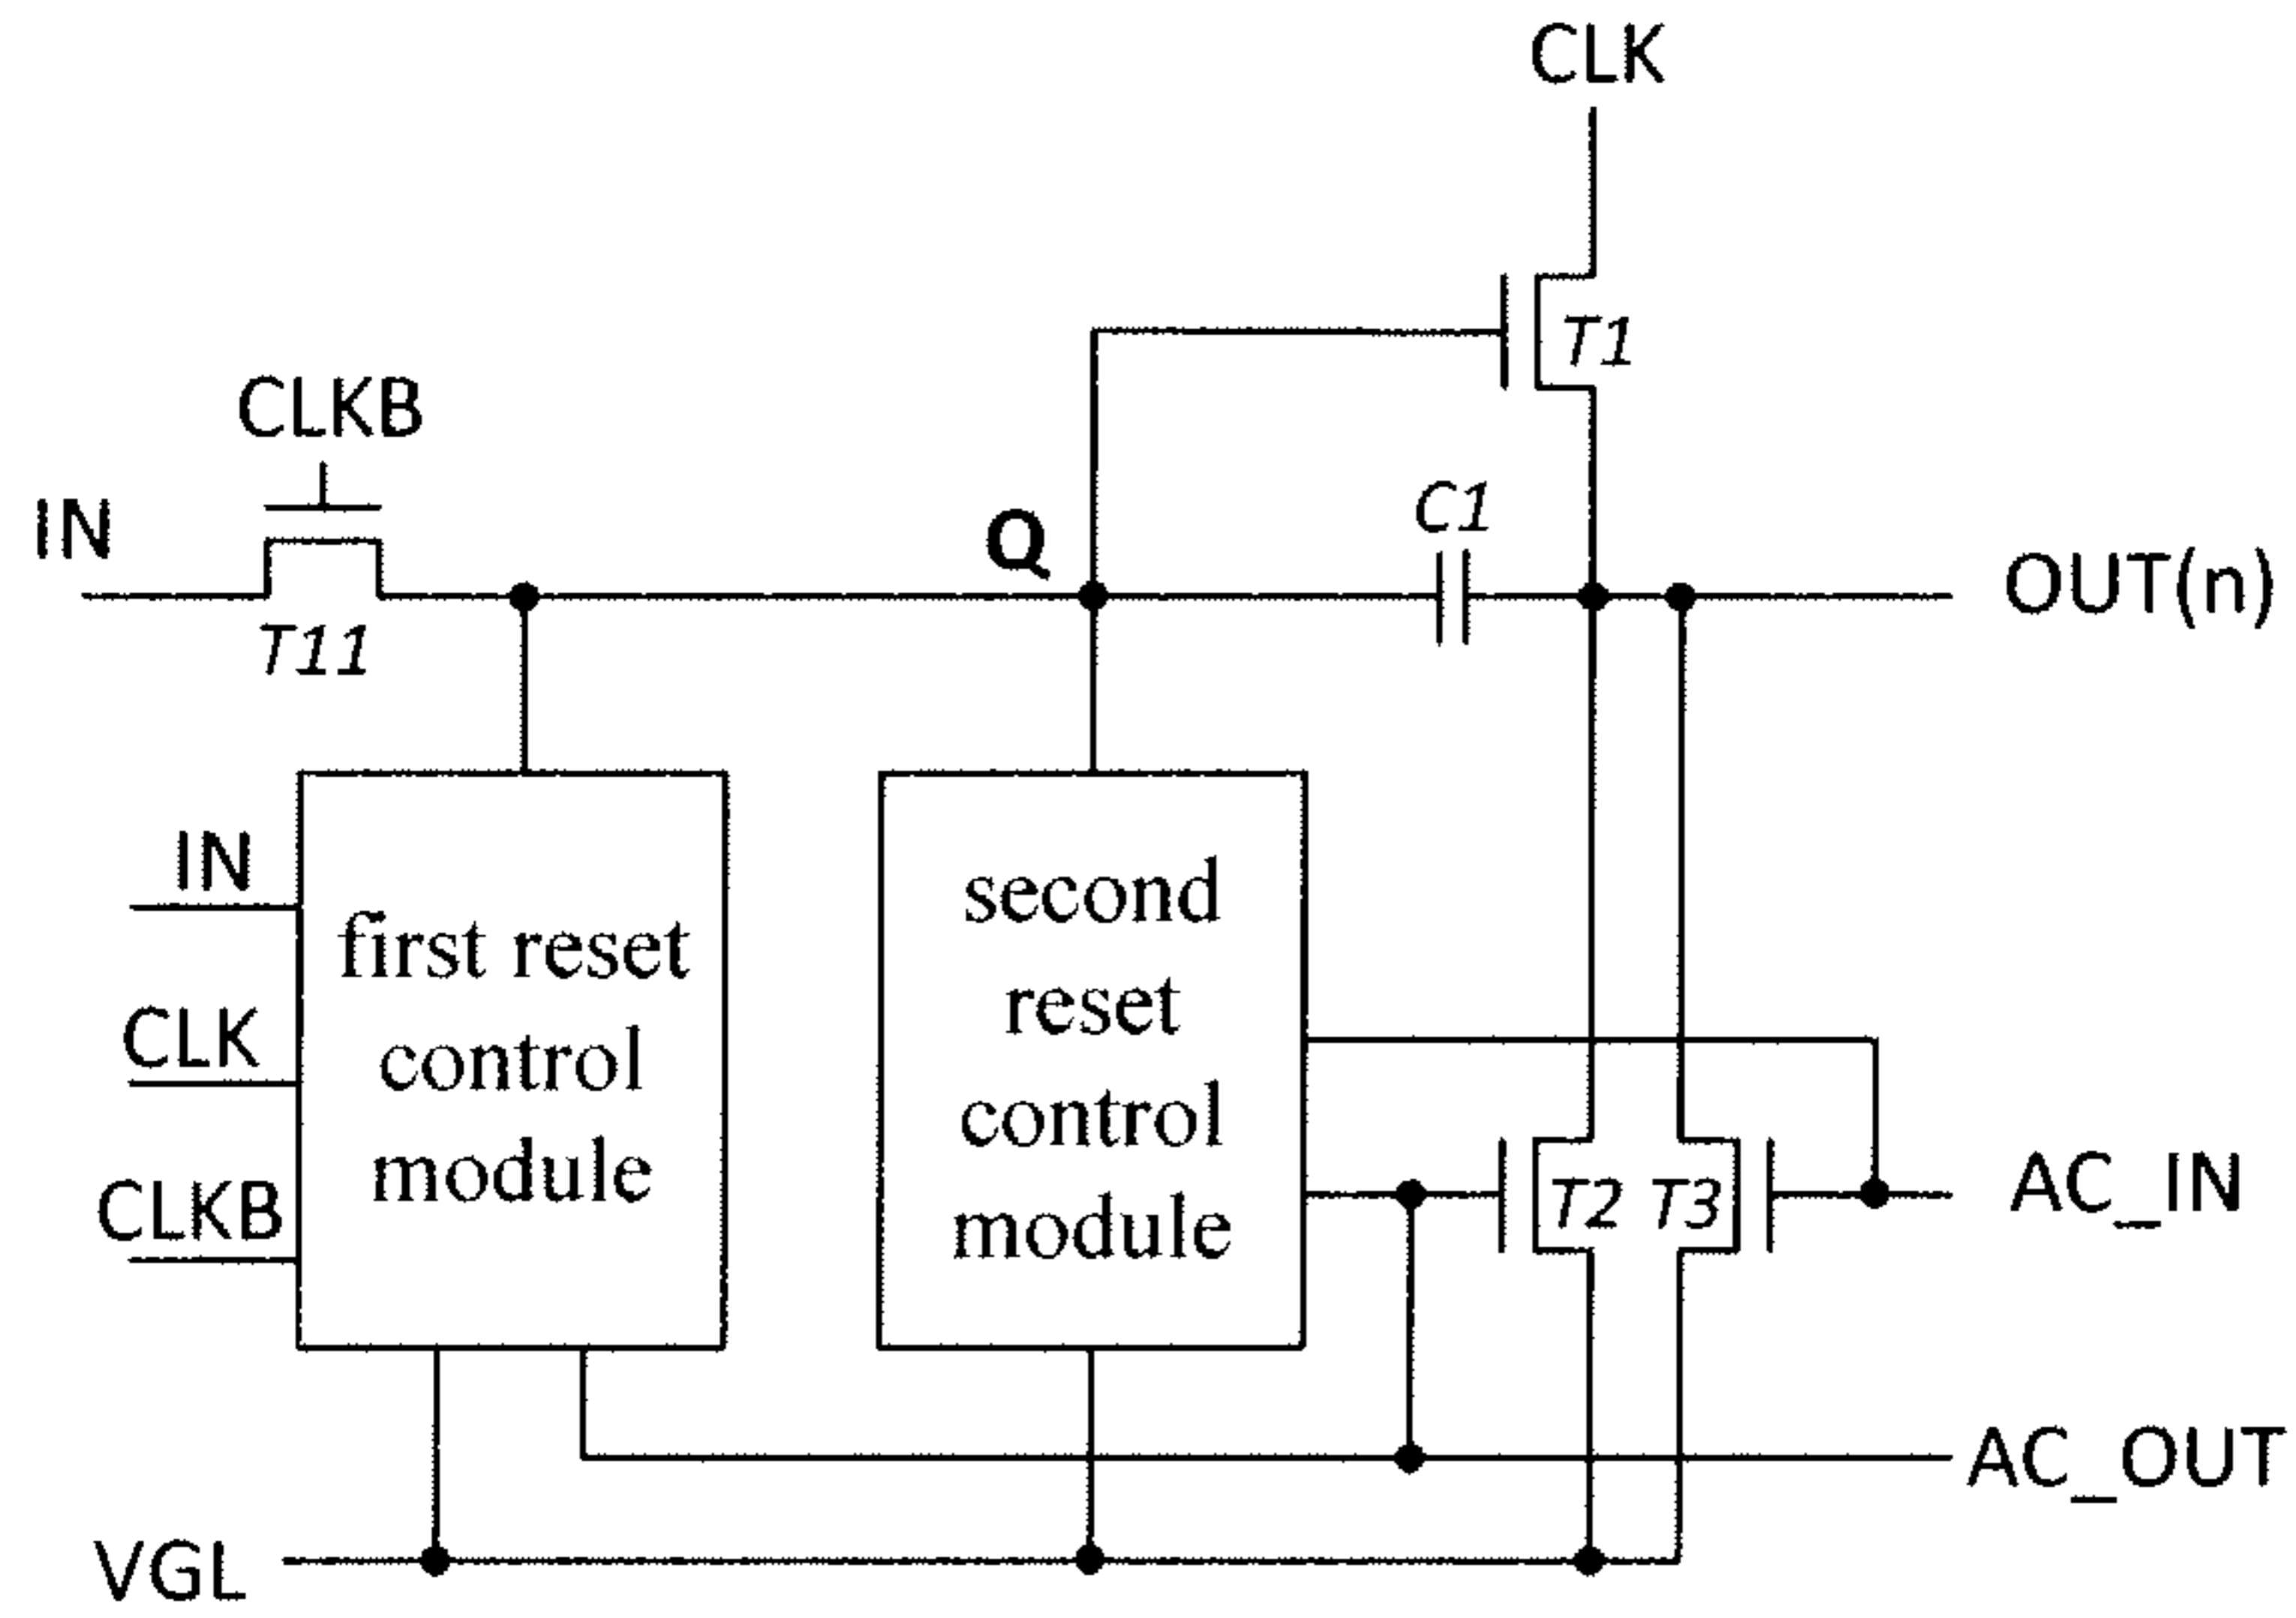 CLK
T1
CLKB
IN
T11
Q
C1
OUT(n)
IN
CLK
CLKB
first reset
control
module
second
reset
control
module
T2
T3
AC_IN
AC_OUT
VGL